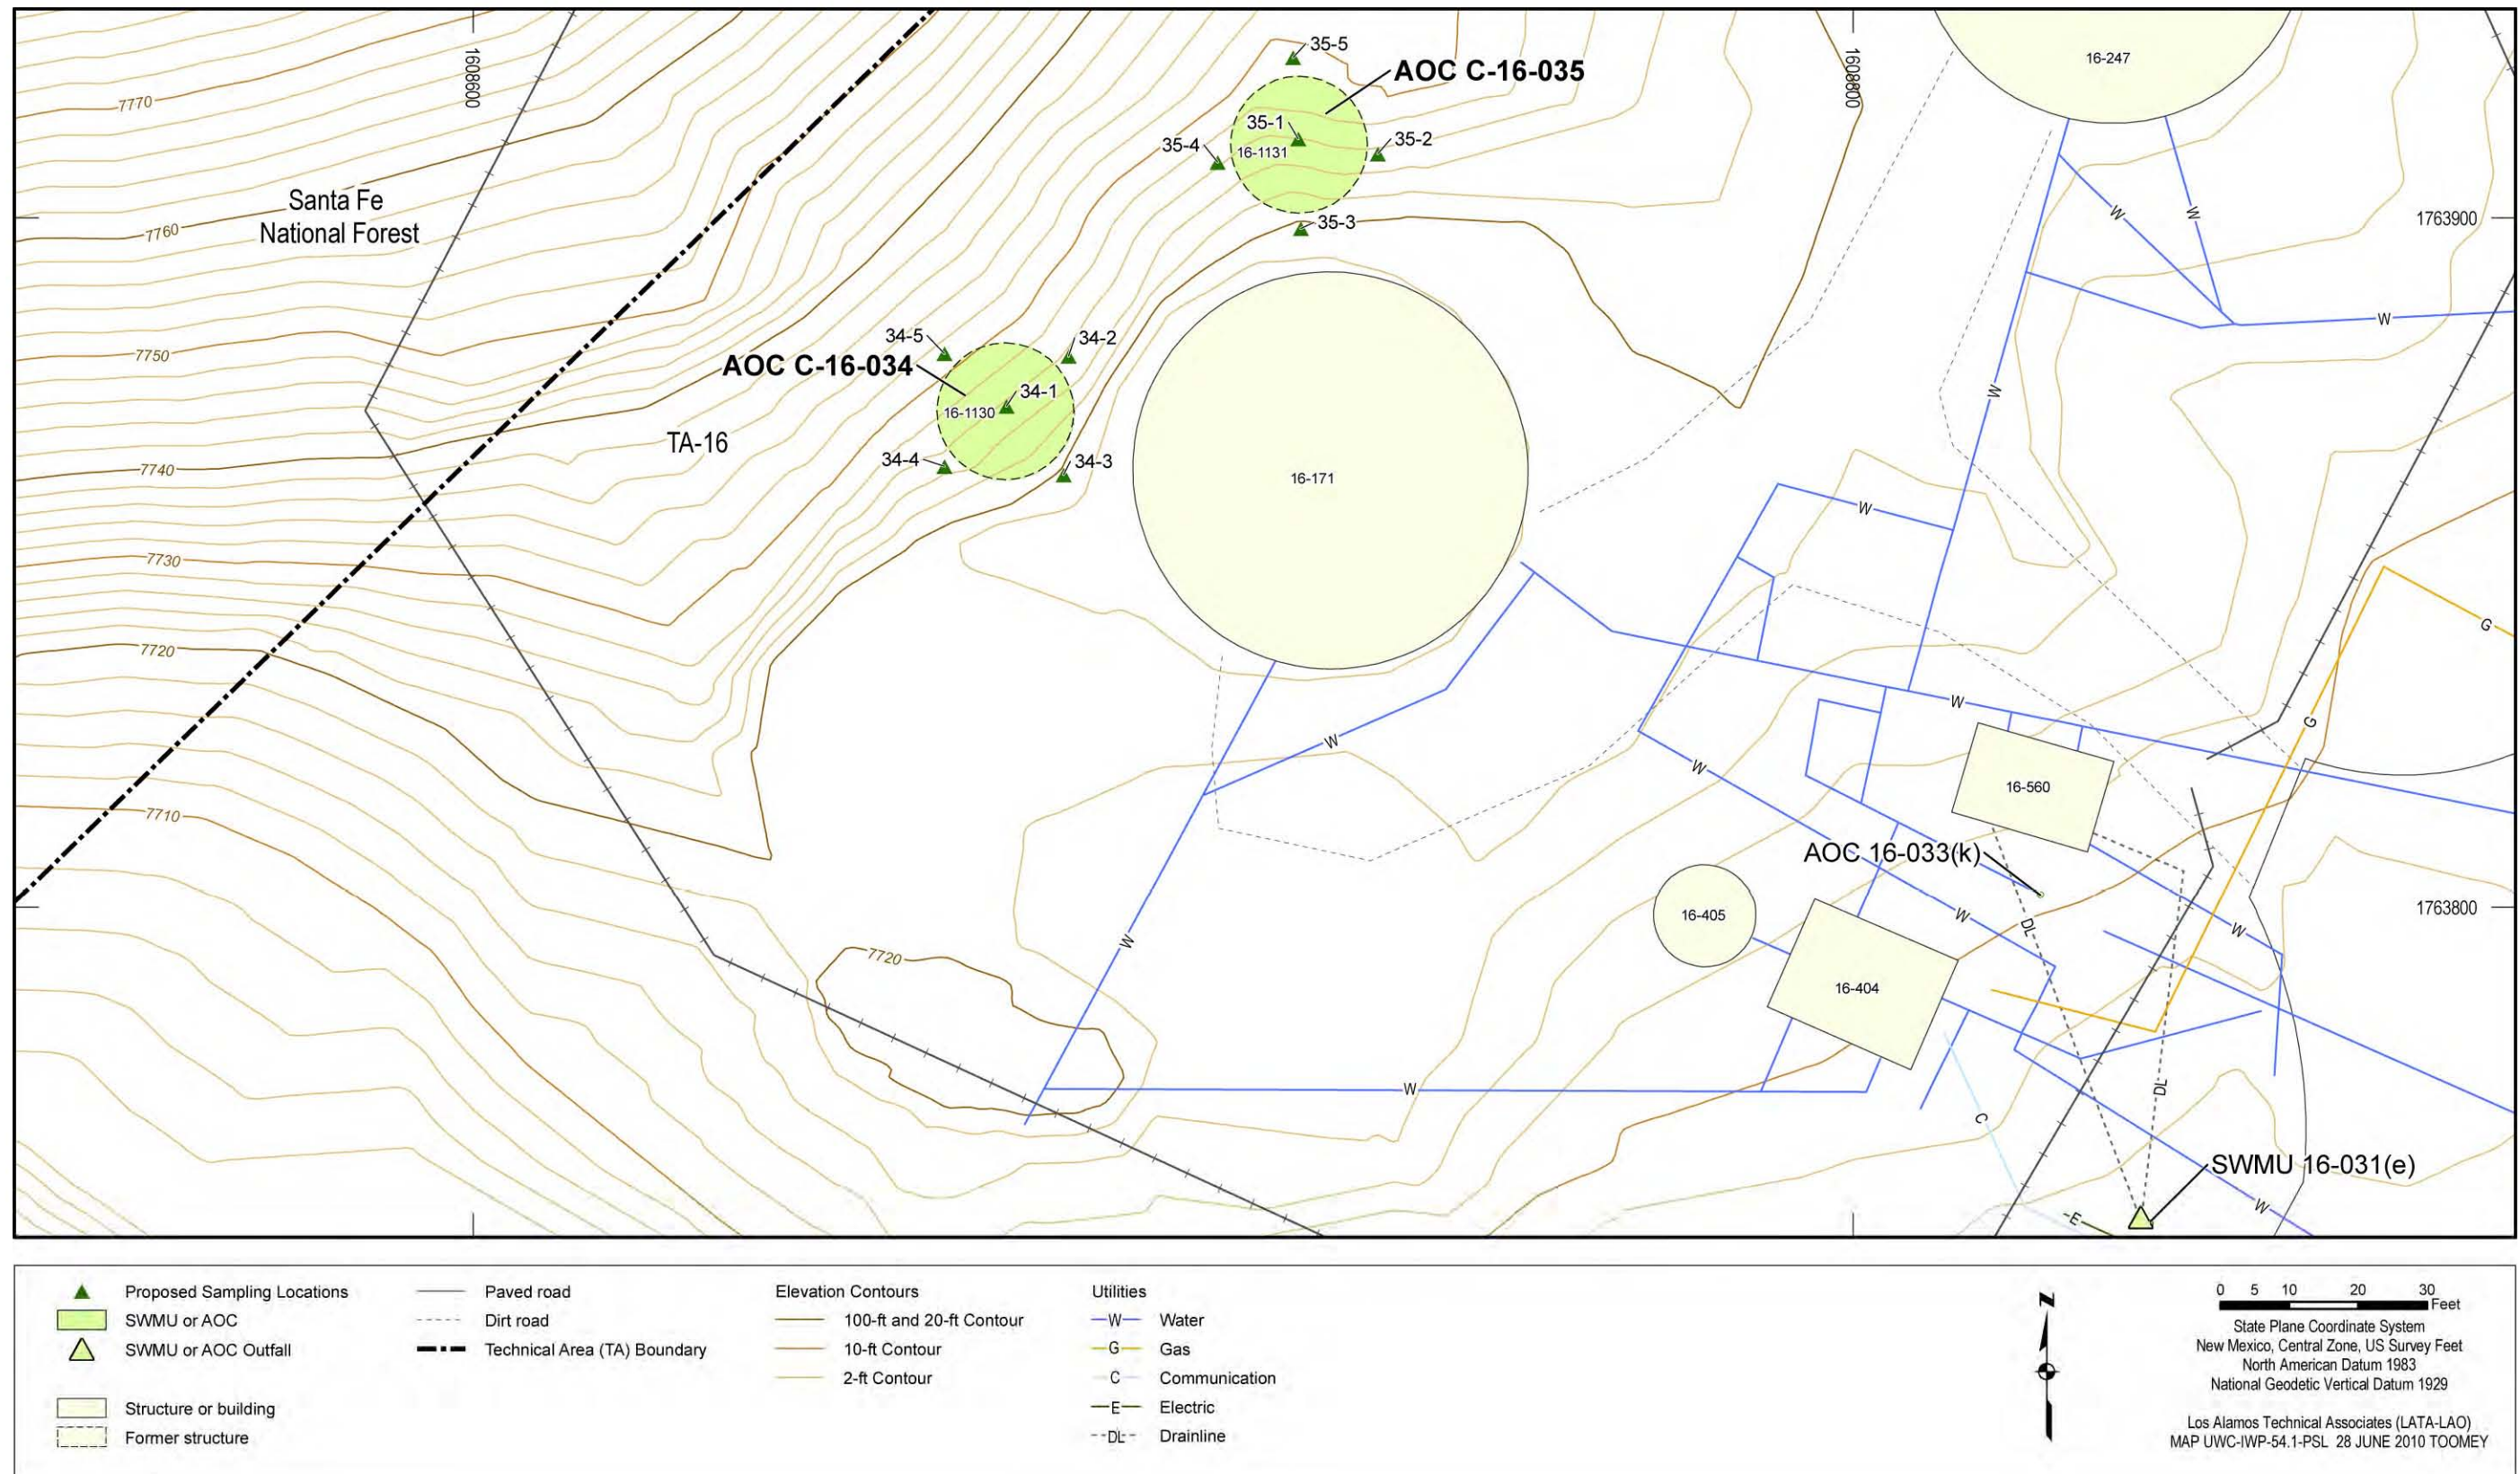 1608600
1608800
16-247
35-5
AOC C-16-035
7770
35-1
35-2
35-4
16-1131
Santa Fe
National Forest
7760
35-3
1763900
W
W
W
34-5
34-2
7750
AOC C-16-034
34-1
16-1130
W
TA-16
34-4
34-3
7740
16-171
W
7730
G
7720
W
G
W
W
16-560
7710
AOC 16-033(k)
16-405
W
1763800
DL
W
W
7720
16-404
W
DL
C
SWMU 16-031(e)
W
E
Proposed Sampling Locations
SWMU or AOC
SWMU or AOC Outfall
Structure or building
Former structure
Paved road
Dirt road
Technical Area (TA) Boundary
Elevation Contours
100-ft and 20-ft Contour
10-ft Contour
2-ft Contour
Utilities
W Water
G Gas
C Communication
E Electric
DL Drainline
N
0 5 10 20 30
Feet
State Plane Coordinate System
New Mexico, Central Zone, US Survey Feet
North American Datum 1983
National Geodetic Vertical Datum 1929
Los Alamos Technical Associates (LATA-LAO)
MAP UWC-IWP-54.1-PSL 28 JUNE 2010 TOOMEY